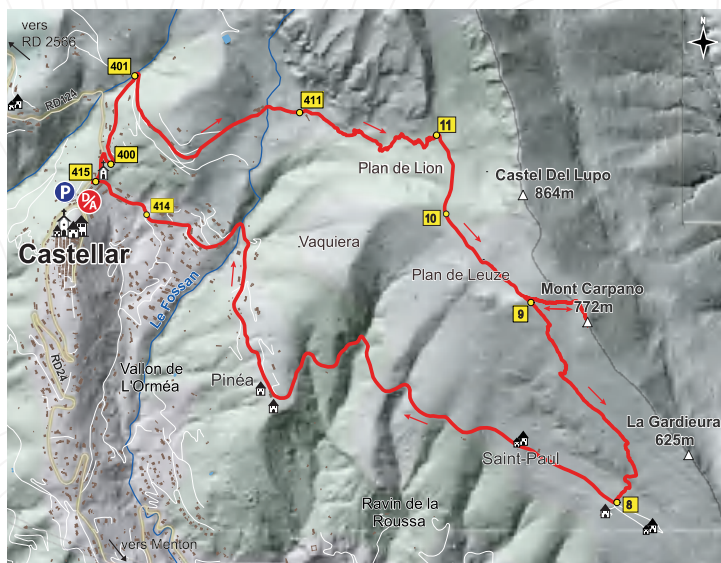 vers
RD 2566
N
401
RD124
411
11
400
Plan de Lion
415
Castel Del Lupo
864m
P
D/A
414
10
Castellar
Vaquiera
Plan de Leuze
Mont Carpano
772m
Le Fossan
9
RD24
Vallon de
L'Orméa
Pinéa
La Gardieura
625m
Saint-Paul
8
Ravin de la
Roussa
vers Menton